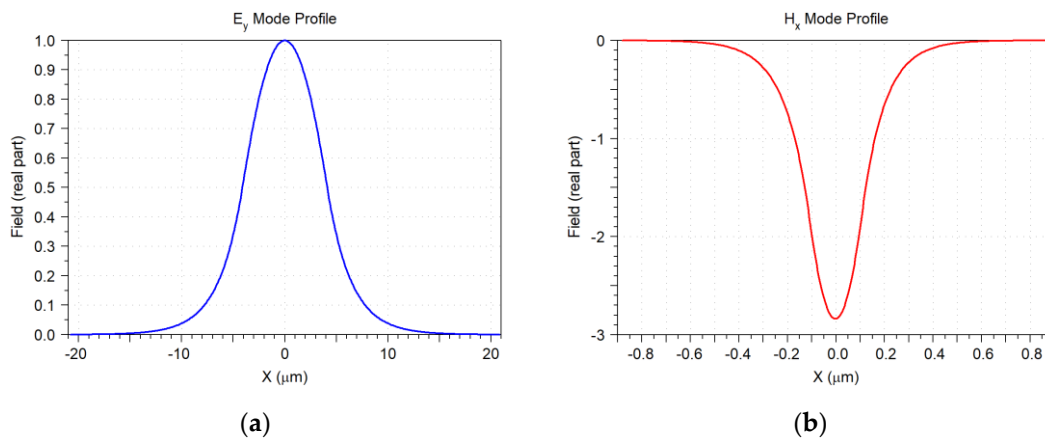 E_y Mode Profile
Field (real part)
1.0
0.9
0.8
0.7
0.6
0.5
0.4
0.3
0.2
0.1
0.0
-20 -10 0 10 20
X (μm)
(a)
H_x Mode Profile
Field (real part)
0
-1
-2
-3
-0.8 -0.6 -0.4 -0.2 0.0 0.2 0.4 0.6 0.8
X (μm)
(b)